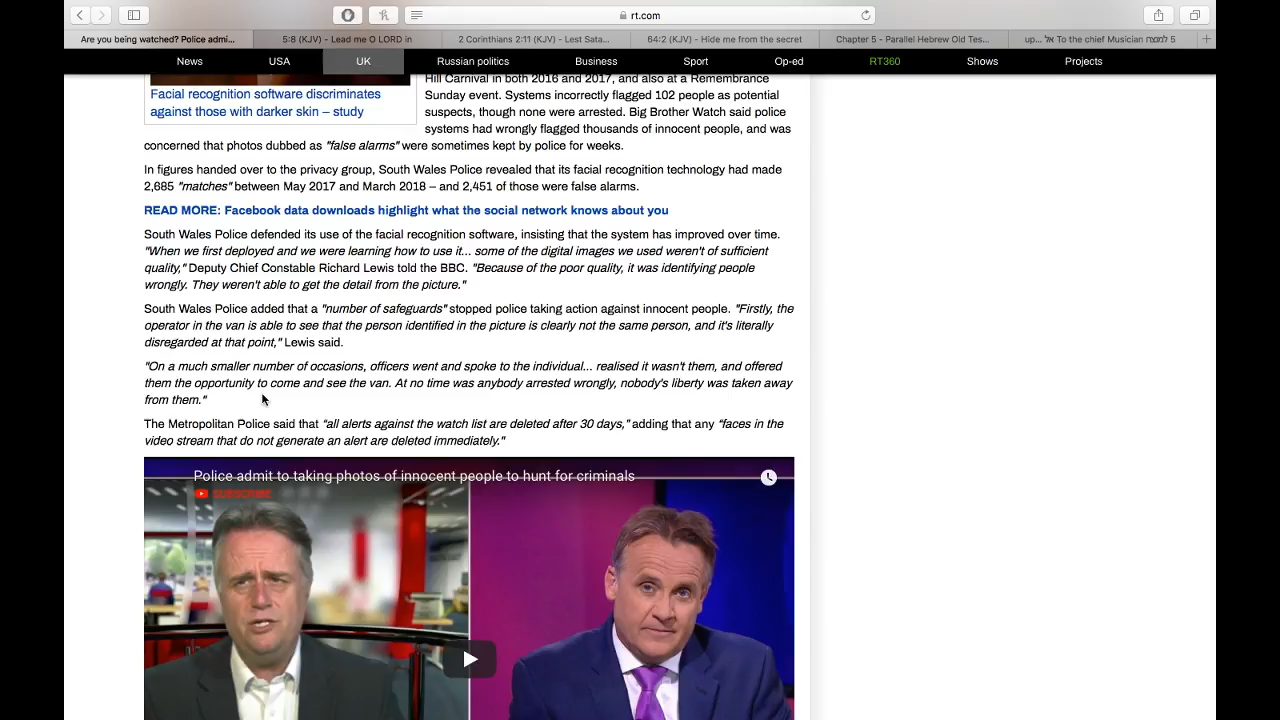 rt.com
Are you being watched? Police admi...
5:8 (KJV) - Lead me O LORD in
2 Corinthians 2:11 (KJV) - Lest Sata...
64:2 (KJV) - Hide me from the secret
Chapter 5 - Parallel Hebrew Old Tes...
5 למנצח To the chief Musician אל up...
News
USA
UK
Russian politics
Business
Sport
Op-ed
RT360
Shows
Projects
Facial recognition software discriminates
against those with darker skin – study
Hill Carnival in both 2016 and 2017, and also at a Remembrance
Sunday event. Systems incorrectly flagged 102 people as potential
suspects, though none were arrested. Big Brother Watch said police
systems had wrongly flagged thousands of innocent people, and was
concerned that photos dubbed as "false alarms" were sometimes kept by police for weeks.
In figures handed over to the privacy group, South Wales Police revealed that its facial recognition technology had made
2,685 "matches" between May 2017 and March 2018 – and 2,451 of those were false alarms.
READ MORE: Facebook data downloads highlight what the social network knows about you
South Wales Police defended its use of the facial recognition software, insisting that the system has improved over time.
"When we first deployed and we were learning how to use it... some of the digital images we used weren't of sufficient
quality," Deputy Chief Constable Richard Lewis told the BBC. "Because of the poor quality, it was identifying people
wrongly. They weren't able to get the detail from the picture."
South Wales Police added that a "number of safeguards" stopped police taking action against innocent people. "Firstly, the
operator in the van is able to see that the person identified in the picture is clearly not the same person, and it's literally
disregarded at that point," Lewis said.
"On a much smaller number of occasions, officers went and spoke to the individual... realised it wasn't them, and offered
them the opportunity to come and see the van. At no time was anybody arrested wrongly, nobody's liberty was taken away
from them."
The Metropolitan Police said that "all alerts against the watch list are deleted after 30 days," adding that any "faces in the
video stream that do not generate an alert are deleted immediately."
Police admit to taking photos of innocent people to hunt for criminals
SUBSCRIBE